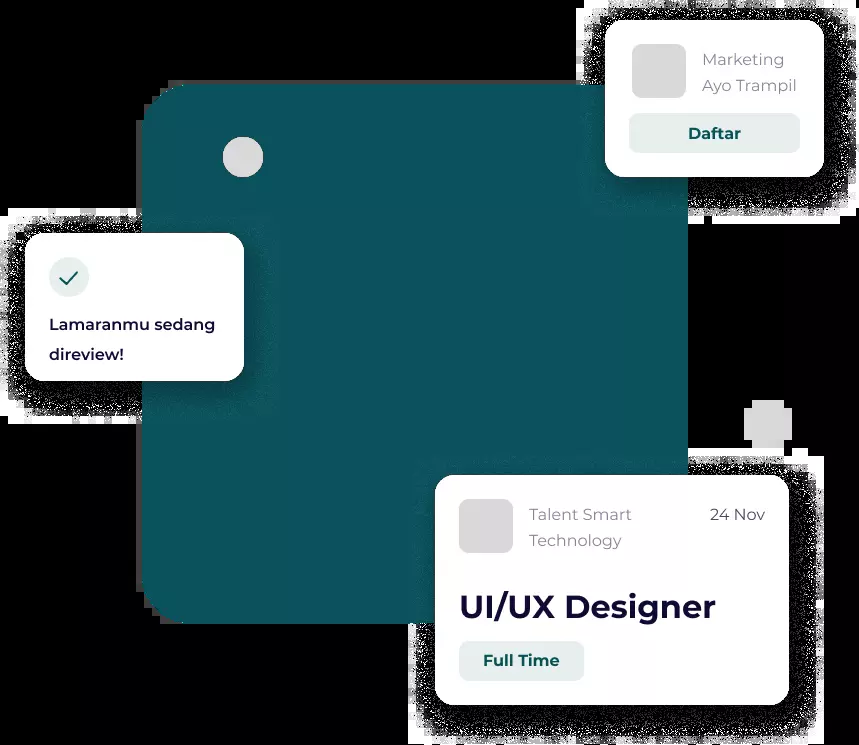 Marketing
Ayo Trampil
Daftar
Lamaranmu sedang
direview!
Talent Smart
Technology
24 Nov
UI/UX Designer
Full Time